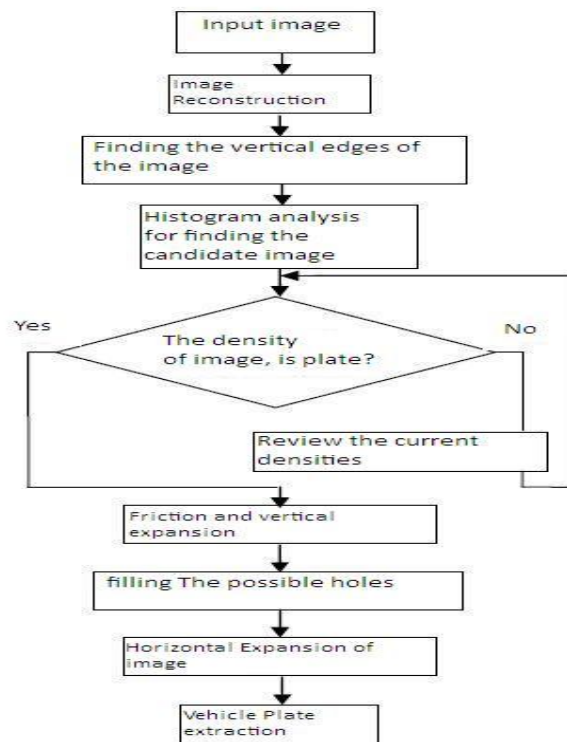 Input image
Image
Reconstruction
Finding the vertical edges of
the image
Histogram analysis
for finding the
candidate image
Yes
No
The density
of image, is plate?
Review the current
densities
Friction and vertical
expansion
filling The possible holes
Horizontal Expansion of
image
Vehicle Plate
extraction